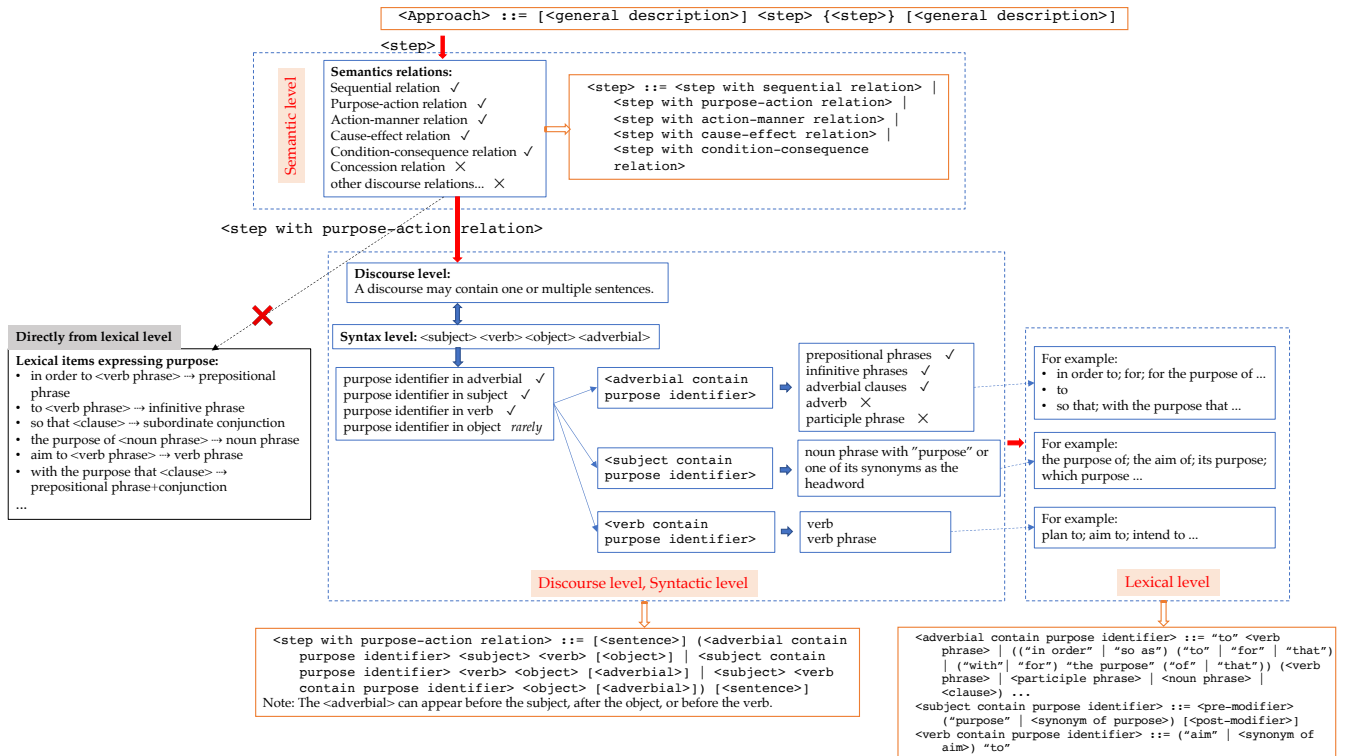 <Approach> ::= [<general description>] <step> {<step>} [<general description>]
<step>
Semantic level
Semantics relations:
Sequential relation ✓
Purpose-action relation ✓
Action-manner relation ✓
Cause-effect relation ✓
Condition-consequence relation ✓
Concession relation ✕
other discourse relations... ✕
<step> ::= <step with sequential relation> |
<step with purpose-action relation> |
<step with action-manner relation> |
<step with cause-effect relation> |
<step with condition-consequence
relation>
<step with purpose-action relation>
Directly from lexical level
Lexical items expressing purpose:
• in order to <verb phrase> ⇢ prepositional
phrase
• to <verb phrase> ⇢ infinitive phrase
• so that <clause> ⇢ subordinate conjunction
• the purpose of <noun phrase> ⇢ noun phrase
• aim to <verb phrase> ⇢ verb phrase
• with the purpose that <clause> ⇢
prepositional phrase+conjunction
...
Discourse level:
A discourse may contain one or multiple sentences.
Syntax level: <subject> <verb> <object> <adverbial>
purpose identifier in adverbial ✓
purpose identifier in subject ✓
purpose identifier in verb ✓
purpose identifier in object rarely
<adverbial contain
purpose identifier>
prepositional phrases ✓
infinitive phrases ✓
adverbial clauses ✓
adverb ✕
participle phrase ✕
<subject contain
purpose identifier>
noun phrase with ”purpose” or
one of its synonyms as the
headword
<verb contain
purpose identifier>
verb
verb phrase
Discourse level, Syntactic level
For example:
• in order to; for; for the purpose of ...
• to
• so that; with the purpose that ...
For example:
the purpose of; the aim of; its purpose;
which purpose ...
For example:
plan to; aim to; intend to ...
Lexical level
<step with purpose-action relation> ::= [<sentence>] (<adverbial contain
purpose identifier> <subject> <verb> [<object>] | <subject contain
purpose identifier> <verb> <object> [<adverbial>] | <subject> <verb
contain purpose identifier> <object> [<adverbial>]) [<sentence>]
Note: The <adverbial> can appear before the subject, after the object, or before the verb.
<adverbial contain purpose identifier> ::= “to” <verb
phrase> | ((“in order” | “so as”) (“to” | “for” | “that”)
| (“with”| “for”) “the purpose” (“of” | “that”)) (<verb
phrase> | <participle phrase> | <noun phrase> |
<clause>) ...
<subject contain purpose identifier> ::= <pre-modifier>
(“purpose” | <synonym of purpose>) [<post-modifier>]
<verb contain purpose identifier> ::= (“aim” | <synonym of
aim>) “to”